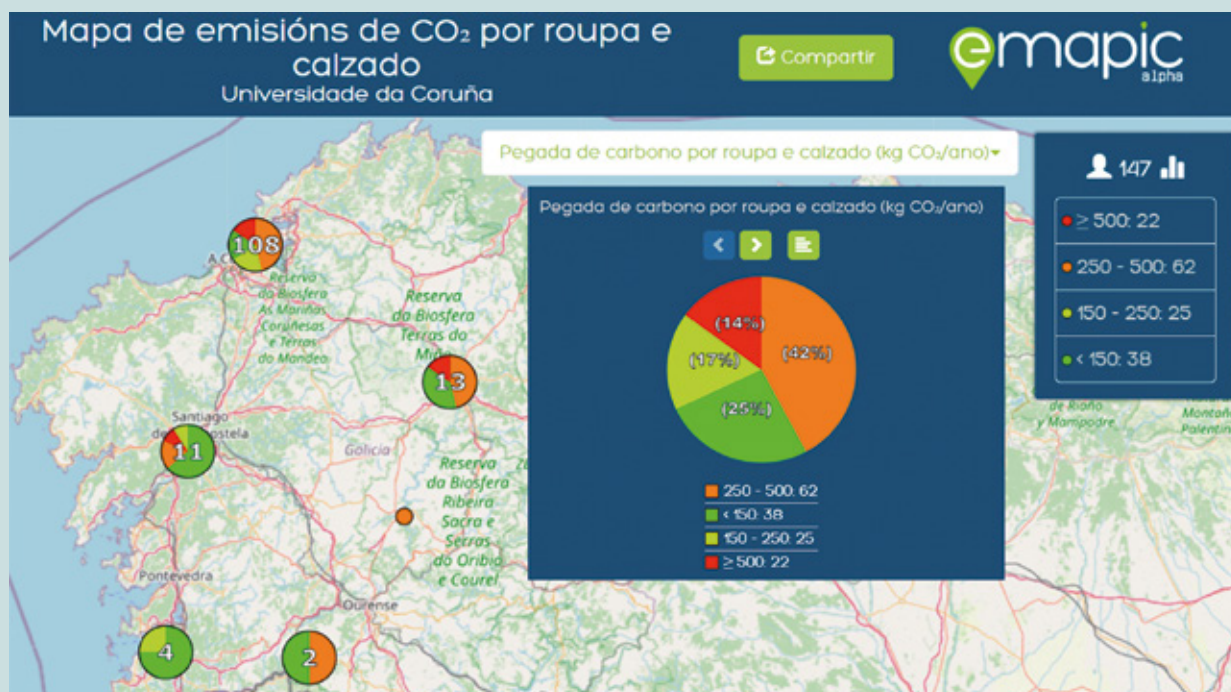 Mapa de emisións de CO₂ por roupa e
calzado
Universidade da Coruña
Compartir
emapic
alpha
Pegada de carbono por roupa e calzado (kg CO₂/ano)
147
≥ 500: 22
250 - 500: 62
150 - 250: 25
< 150: 38
Pegada de carbono por roupa e calzado (kg CO₂/ano)
(14%)
(42%)
(17%)
(25%)
250 - 500: 62
< 150: 38
150 - 250: 25
≥ 500: 22
108
Reserva
da Biosfera
As Mariñas
Coruñesas
e Terras
do Mandeo
Reserva
da Biosfera
Terras do
13
Santiago
11
Galicia
Reserva
da Biosfera
Ribeira
Sacra e
Serras
do Oribio
e Courel
Pontevedra
Ourense
4
2
de Riaño
y Mampodre